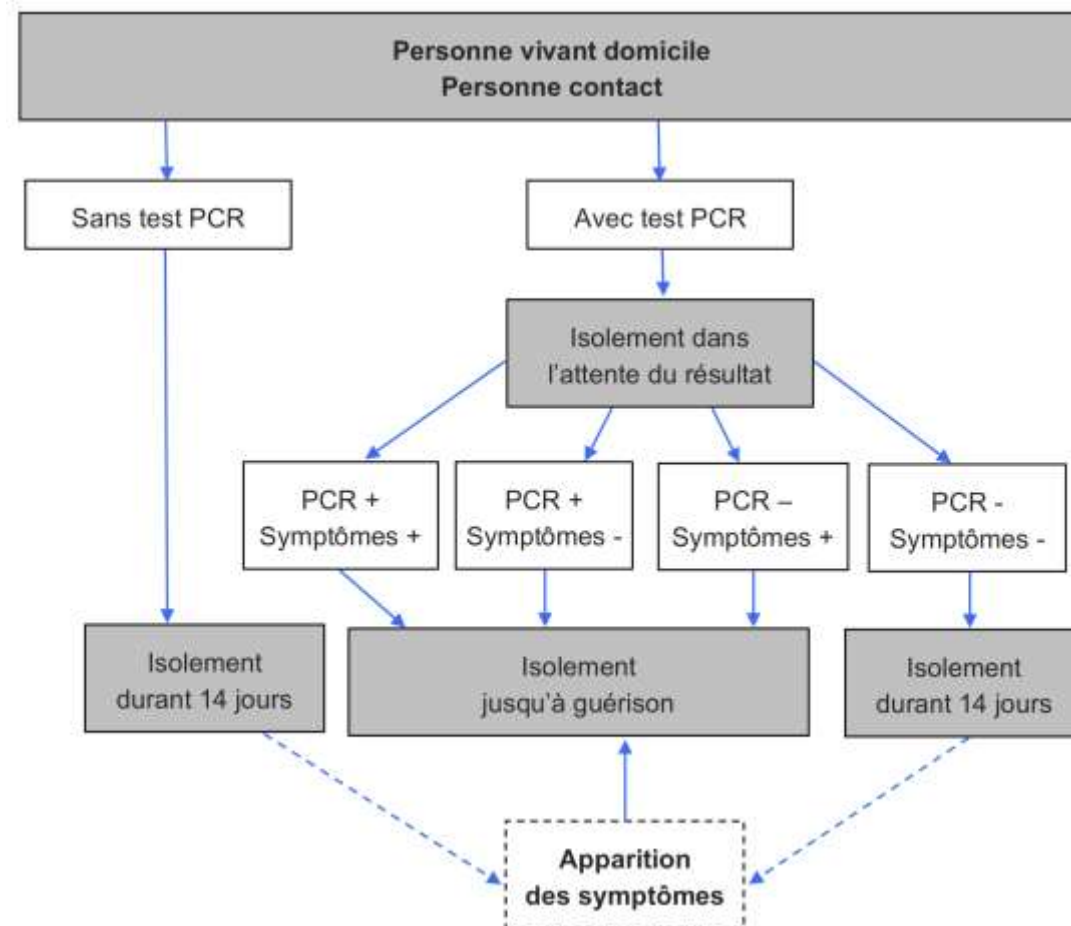 Personne vivant domicile
Personne contact
Sans test PCR
Avec test PCR
Isolement dans
l'attente du résultat
PCR +
Symptômes +
PCR +
Symptômes -
PCR –
Symptômes +
PCR -
Symptômes -
Isolement
durant 14 jours
Isolement
jusqu'à guérison
Isolement
durant 14 jours
Apparition
des symptômes